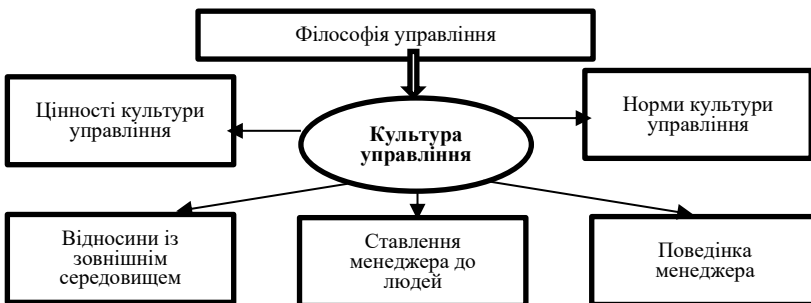 Філософія управління
Цінності культури
управління
Культура
управління
Норми культури
управління
Відносини із
зовнішнім
середовищем
Ставлення
менеджера до
людей
Поведінка
менеджера